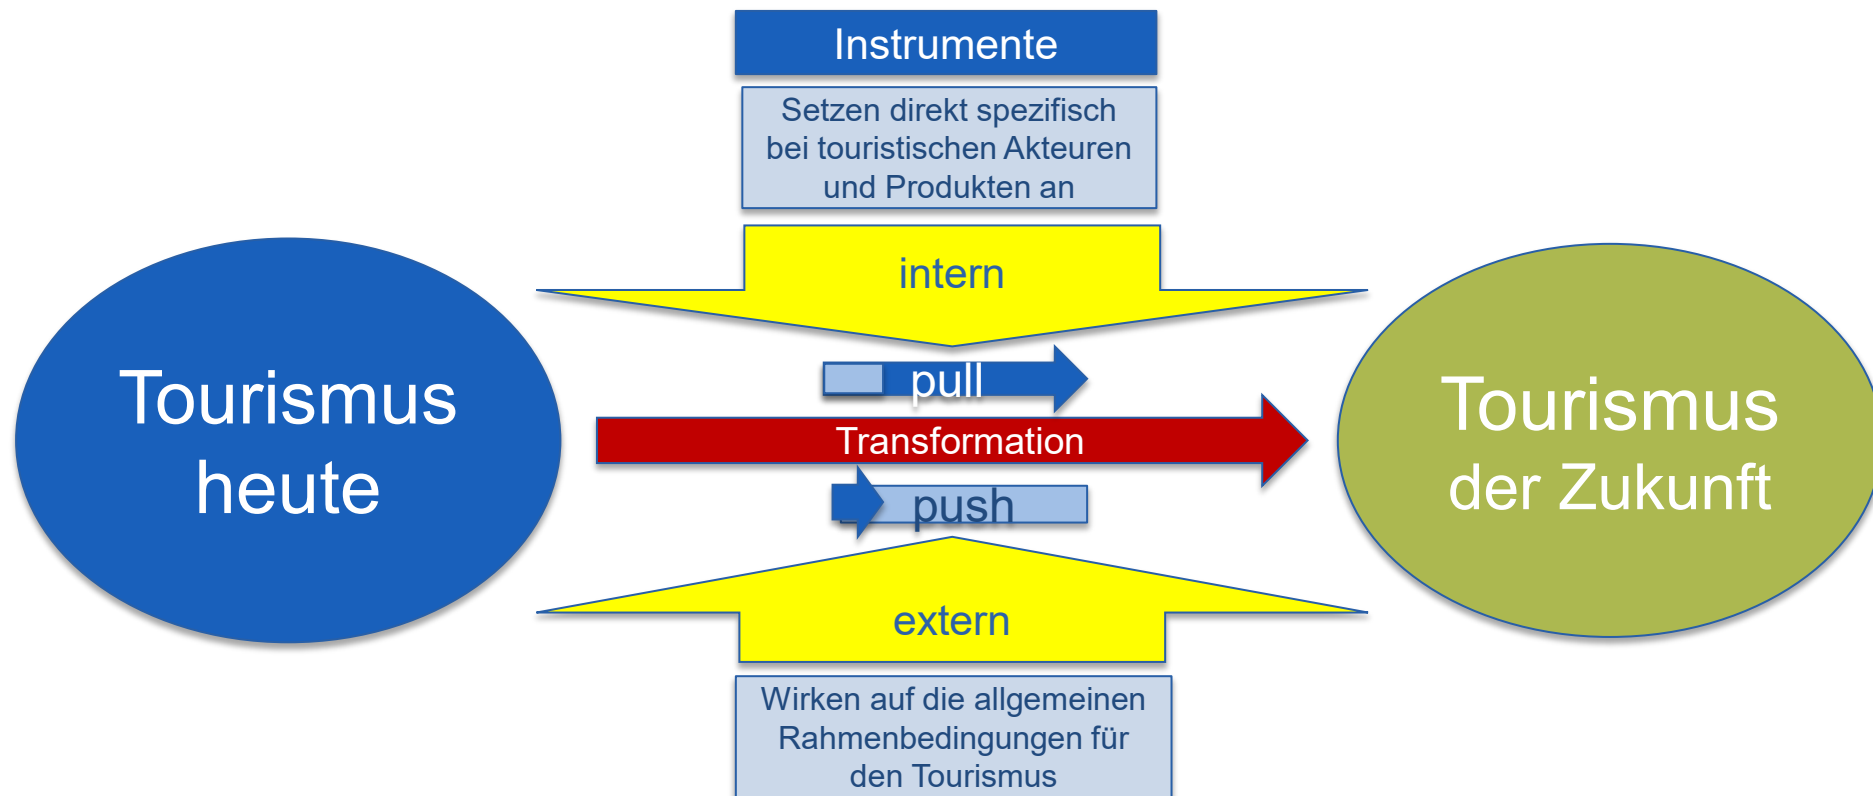 Instrumente
Setzen direkt spezifisch
bei touristischen Akteuren
und Produkten an
intern
Tourismus
heute
pull
Transformation
push
Tourismus
der Zukunft
extern
Wirken auf die allgemeinen
Rahmenbedingungen für
den Tourismus